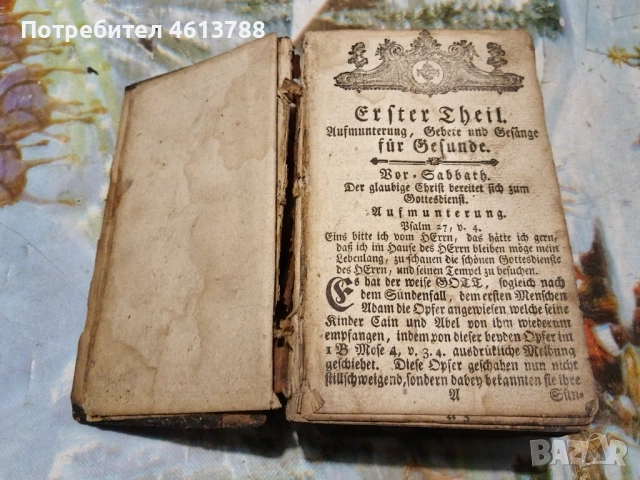 Потребител 4613788
Erster Theil.
Aufmunterung, Gebete und Gesänge
für Gesunde.
Vor-Sabbath.
Der glaubige Christ bereitet sich zum
Gottesdienst.
Aufmunterung.
Psalm 27, v. 4.
Eins bitte ich vom HErrn, das hätte ich gern,
daß ich im Hause des HErrn bleiben möge mein
Lebenlang, zu schauen die schönen Gottesdienste
des HErrn, und seinen Tempel zu besuchen.
Es hat der weise GOTT, sogleich nach
dem Sündenfall, dem ersten Menschen
Adam die Opfer angewiesen, welche seine
Kinder Cain und Abel von ihm wiederum
empfangen, indem von dieser beyden Opfer im
1 B Mose 4, v. 3. 4. ausdrükliche Meldung
geschiehet. Diese Opfer geschahen nun nicht
stillschweigend, sondern dabey bekannten sie ihre
A Sün-
BAZAR